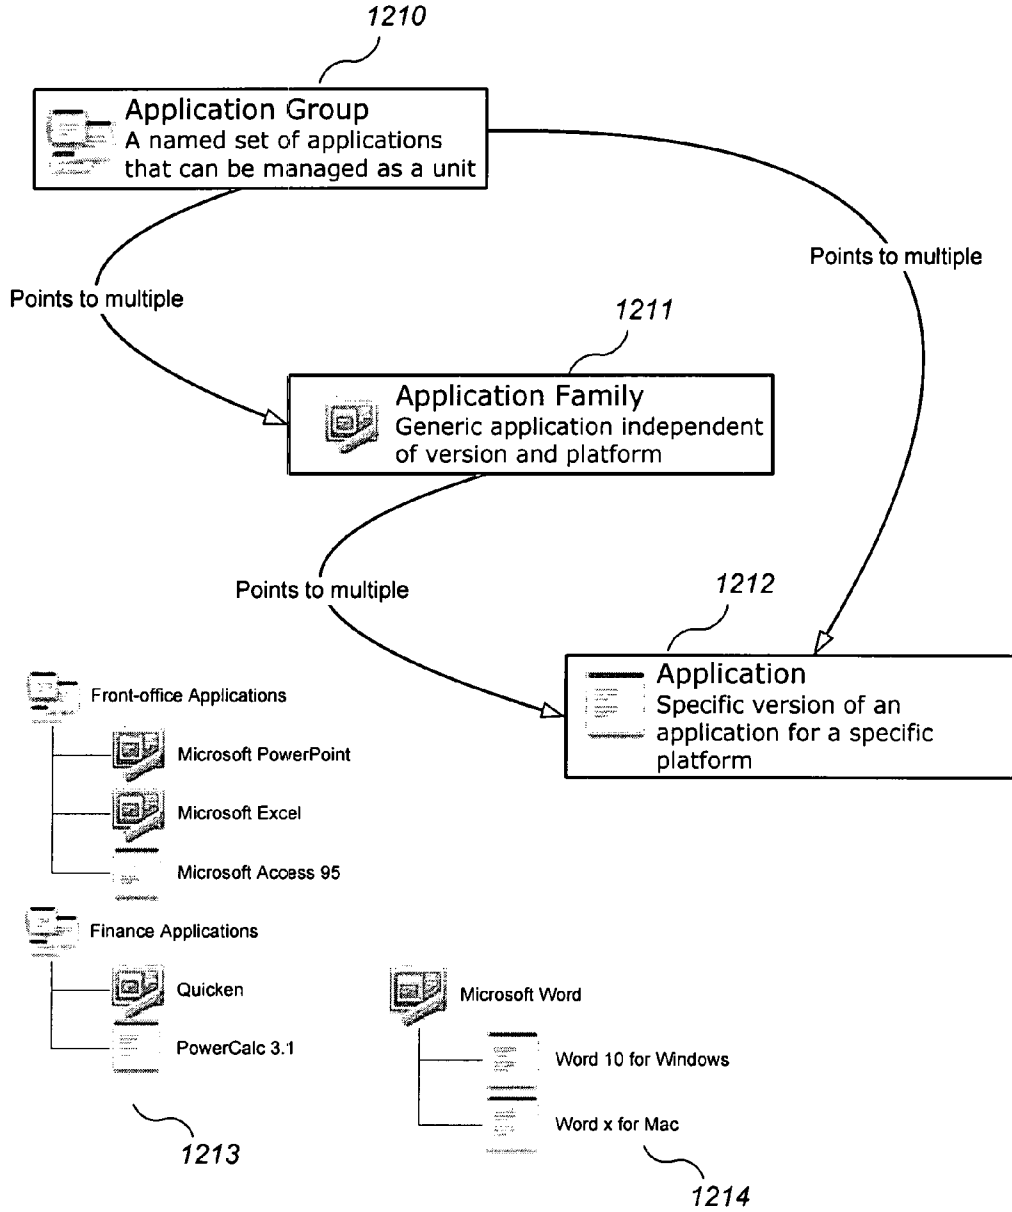 1210
Application Group
A named set of applications
that can be managed as a unit
Points to multiple
Points to multiple
1211
Application Family
Generic application independent
of version and platform
Points to multiple
1212
Application
Specific version of an
application for a specific
platform
Front-office Applications
Microsoft PowerPoint
Microsoft Excel
Microsoft Access 95
Finance Applications
Quicken
PowerCalc 3.1
1213
Microsoft Word
Word 10 for Windows
Word x for Mac
1214